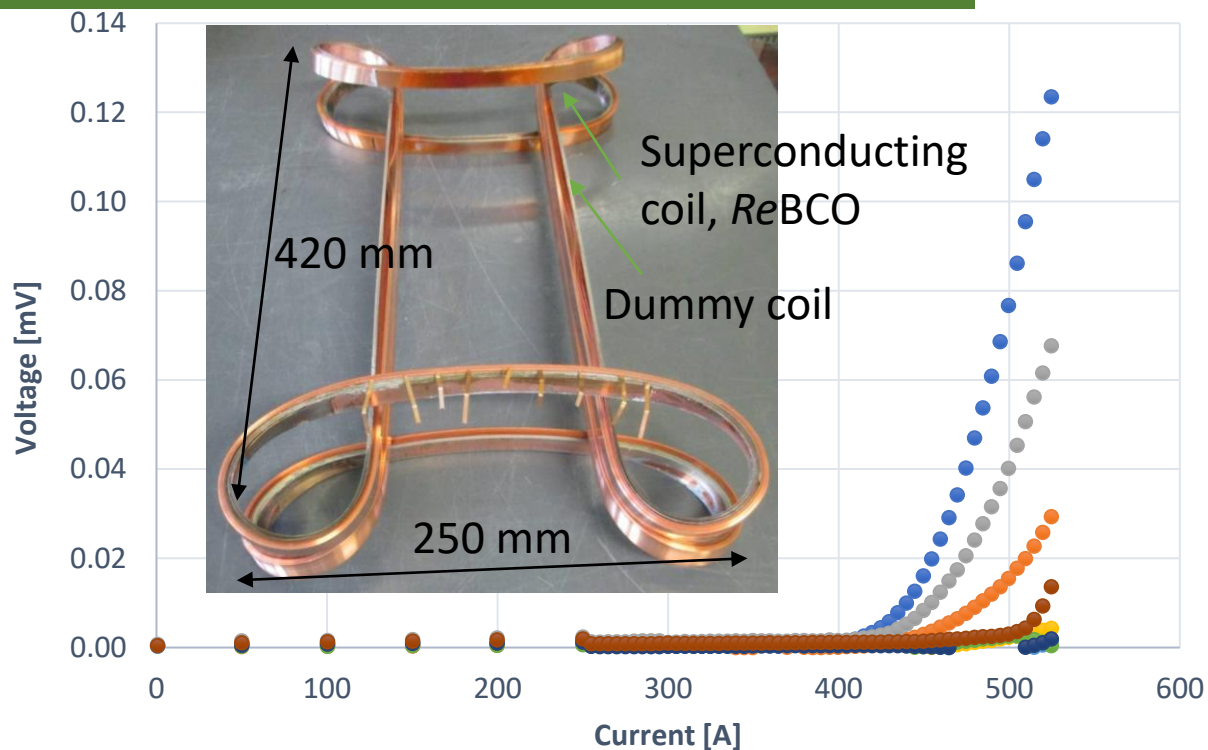 0.14
0.12
0.10
0.08
0.06
0.04
0.02
0.00
Voltage [mV]
0
100
200
300
400
500
600
Current [A]
Superconducting
coil, ReBCO
420 mm
Dummy coil
250 mm